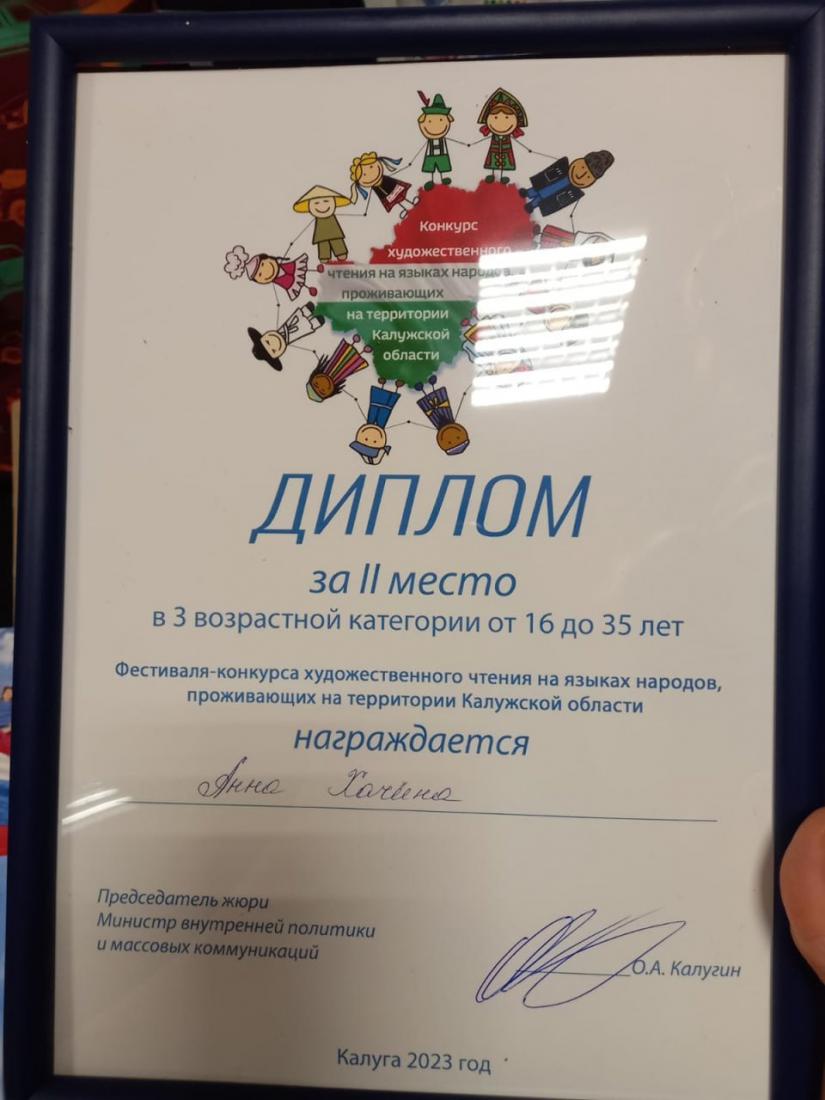 Конкурс
художественного
чтения на языках народов,
проживающих
на территории
Калужской
области
ДИПЛОМ
за II место
в 3 возрастной категории от 16 до 35 лет
Фестиваля-конкурса художественного чтения на языках народов,
проживающих на территории Калужской области
награждается
Анна Хачина
Председатель жюри
Министр внутренней политики
и массовых коммуникаций
О.А. Калугин
Калуга 2023 год